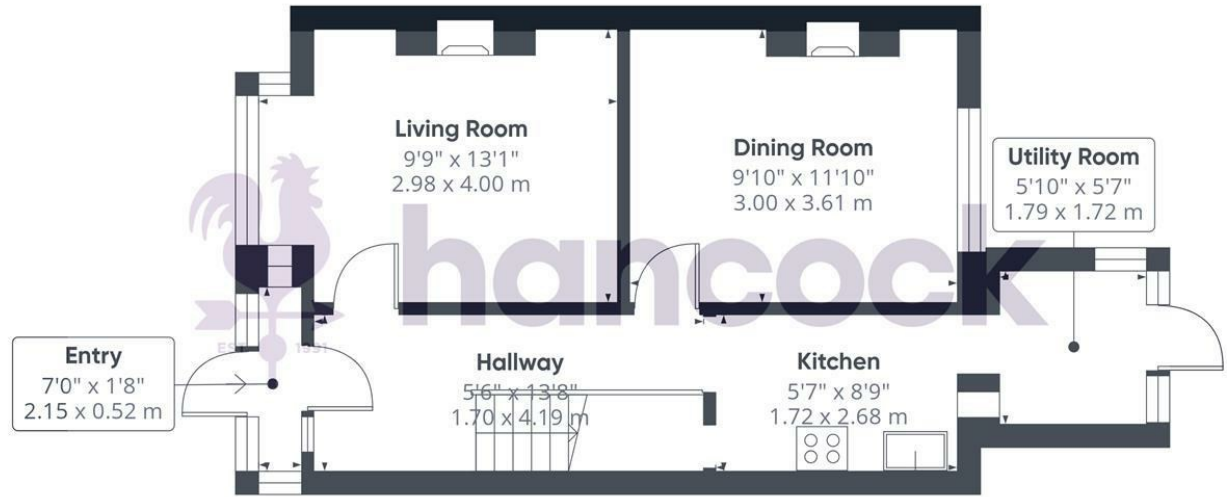 Living Room
9'9" x 13'1"
2.98 x 4.00 m
Dining Room
9'10" x 11'10"
3.00 x 3.61 m
Utility Room
5'10" x 5'7"
1.79 x 1.72 m
hancock
EST 1991
Entry
7'0" x 1'8"
2.15 x 0.52 m
Hallway
5'6" x 13'8"
1.70 x 4.19 m
Kitchen
5'7" x 8'9"
1.72 x 2.68 m